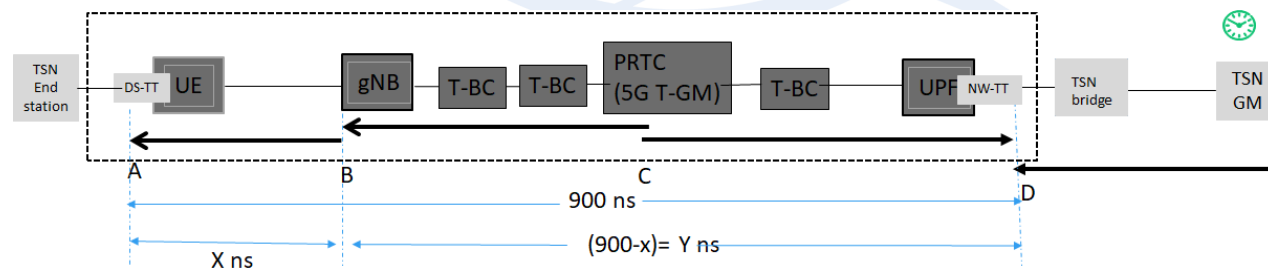 TSN
End
station
DS-TT
UE
gNB
T-BC
T-BC
PRTC
(5G T-GM)
T-BC
UPF
NW-TT
TSN
bridge
TSN
GM
A
B
C
D
900 ns
X ns
(900-x)= Y ns